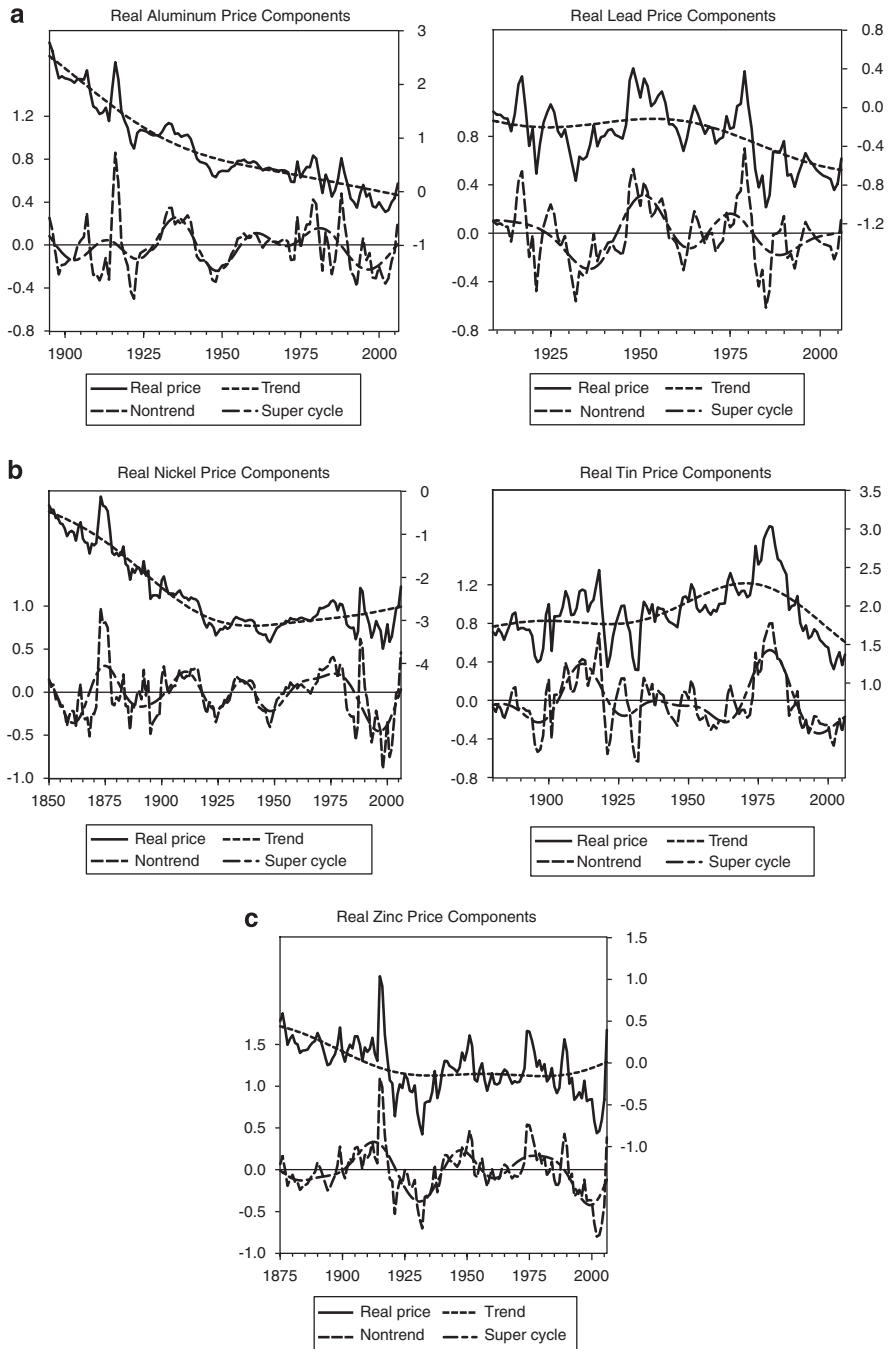 a
Real Aluminum Price Components
3
2
1
0
-1
1.2
0.8
0.4
0.0
-0.4
-0.8
1900 1925 1950 1975 2000
Real price Trend
Nontrend Super cycle
Real Lead Price Components
0.8
0.4
0.0
-0.4
-0.8
-1.2
0.8
0.4
0.0
-0.4
-0.8
1925 1950 1975 2000
Real price Trend
Nontrend Super cycle
b
Real Nickel Price Components
0
-1
-2
-3
-4
1.0
0.5
0.0
-0.5
-1.0
1850 1875 1900 1925 1950 1975 2000
Real price Trend
Nontrend Super cycle
Real Tin Price Components
3.5
3.0
2.5
2.0
1.5
1.0
1.2
0.8
0.4
0.0
-0.4
-0.8
1900 1925 1950 1975 2000
Real price Trend
Nontrend Super cycle
c
Real Zinc Price Components
1.5
1.0
0.5
0.0
-0.5
-1.0
1.5
1.0
0.5
0.0
-0.5
-1.0
1875 1900 1925 1950 1975 2000
Real price Trend
Nontrend Super cycle